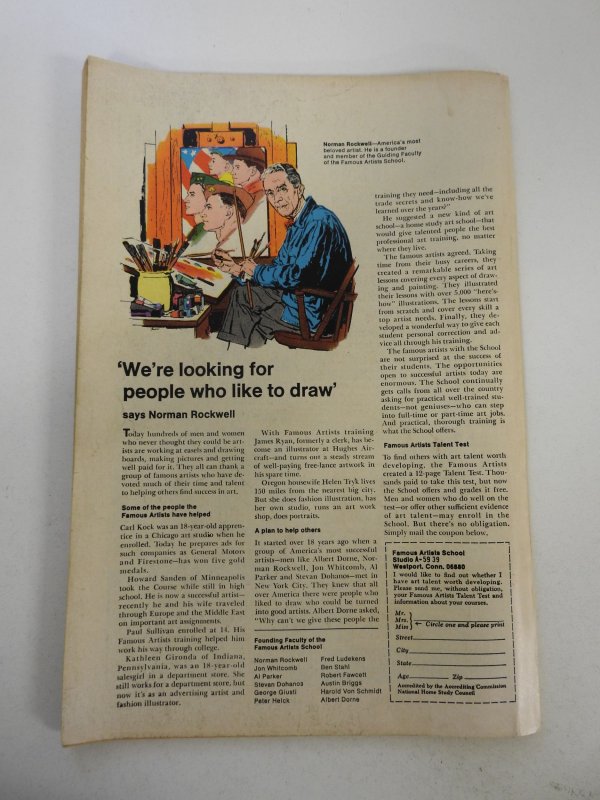 Norman Rockwell—America's most
beloved artist. He is a founder
and member of the Guiding Faculty
of the Famous Artists School.
'We're looking for
people who like to draw'
says Norman Rockwell
Today hundreds of men and women
who never thought they could be art-
ists are working at easels and drawing
boards, making pictures and getting
well paid for it. They all can thank a
group of famous artists who have de-
voted much of their time and talent
to helping others find success in art.
Some of the people the
Famous Artists have helped
Carl Kock was an 18-year-old appren-
tice in a Chicago art studio when he
enrolled. Today he prepares ads for
such companies as General Motors
and Firestone—has won five gold
medals.
Howard Sanden of Minneapolis
took the Course while still in high
school. He is now a successful artist—
recently he and his wife traveled
through Europe and the Middle East
on important art assignments.
Paul Sullivan enrolled at 14. His
Famous Artists training helped him
work his way through college.
Kathleen Gironda of Indiana,
Pennsylvania, was an 18-year-old
salesgirl in a department store. She
still works for a department store, but
now it's as an advertising artist and
fashion illustrator.
With Famous Artists training
James Ryan, formerly a clerk, has be-
come an illustrator at Hughes Air-
craft—and turns out a steady stream
of well-paying free-lance artwork in
his spare time.
Oregon housewife Helen Tryk lives
150 miles from the nearest big city.
But she does fashion illustration, has
her own studio, runs an art work
shop, does portraits.
A plan to help others
It started over 18 years ago when a
group of America's most successful
artists—men like Albert Dorne, Nor-
man Rockwell, Jon Whitcomb, Al
Parker and Stevan Dohanos—met in
New York City. They knew that all
over America there were people who
liked to draw who could be turned
into good artists. Albert Dorne asked,
"Why can't we give these people the
Founding Faculty of the
Famous Artists School
Norman Rockwell
Jon Whitcomb
Al Parker
Stevan Dohanos
George Giusti
Peter Helck
Fred Ludekens
Ben Stahl
Robert Fawcett
Austin Briggs
Harold Von Schmidt
Albert Dorne
training they need—including all the
trade secrets and know-how we've
learned over the years?"
He suggested a new kind of art
school—a home study art school—that
would give talented people the best
professional art training, no matter
where they live.
The famous artists agreed. Taking
time from their busy careers, they
created a remarkable series of art
lessons covering every aspect of draw-
ing and painting. They illustrated
their lessons with over 5,000 "here's-
how" illustrations. The lessons start
from scratch and cover every skill a
top artist needs. Finally, they de-
veloped a wonderful way to give each
student personal correction and ad-
vice all through his training.
The famous artists with the School
are not surprised at the success of
their students. The opportunities
open to successful artists today are
enormous. The School continually
gets calls from all over the country
asking for practical well-trained stu-
dents—not geniuses—who can step
into full-time or part-time art jobs.
And practical, thorough training is
what the School offers.
Famous Artists Talent Test
To find others with art talent worth
developing, the Famous Artists
created a 12-page Talent Test. Thou-
sands paid to take this test, but now
the School offers and grades it free.
Men and women who do well on the
test—or offer other sufficient evidence
of art talent—may enroll in the
School. But there's no obligation.
Simply mail the coupon below.
Famous Artists School
Studio A-5939
Westport, Conn. 06880
I would like to find out whether I
have art talent worth developing.
Please send me, without obligation,
your Famous Artists Talent Test and
information about your courses.
Mr.
Mrs. ← Circle one and please print
Miss
Street
City
State
Age Zip
Accredited by the Accrediting Commission
National Home Study Council